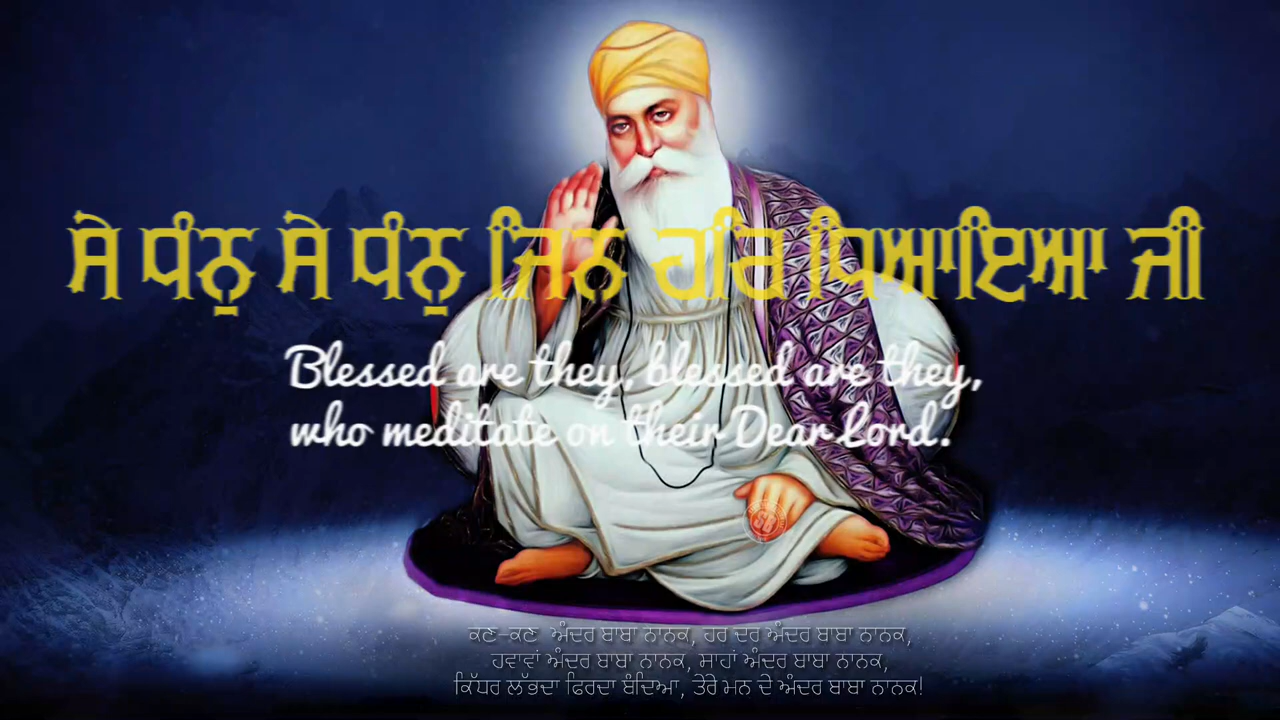 ਸੇ ਧੰਨੁ ਸੇ ਧੰਨੁ ਜਿਨ ਹਰਿ ਧਿਆਇਆ ਜੀ
Blessed are they, blessed are they,
who meditate on their Dear Lord.
ਕਣ-ਕਣ ਅੰਦਰ ਬਾਬਾ ਨਾਨਕ, ਹਰ ਦਰ ਅੰਦਰ ਬਾਬਾ ਨਾਨਕ,
ਹਵਾਵਾਂ ਅੰਦਰ ਬਾਬਾ ਨਾਨਕ, ਸਾਹਾਂ ਅੰਦਰ ਬਾਬਾ ਨਾਨਕ,
ਕਿੱਧਰ ਲੱਭਦਾ ਫਿਰਦਾ ਬੰਦਿਆ, ਤੇਰੇ ਮਨ ਦੇ ਅੰਦਰ ਬਾਬਾ ਨਾਨਕ!